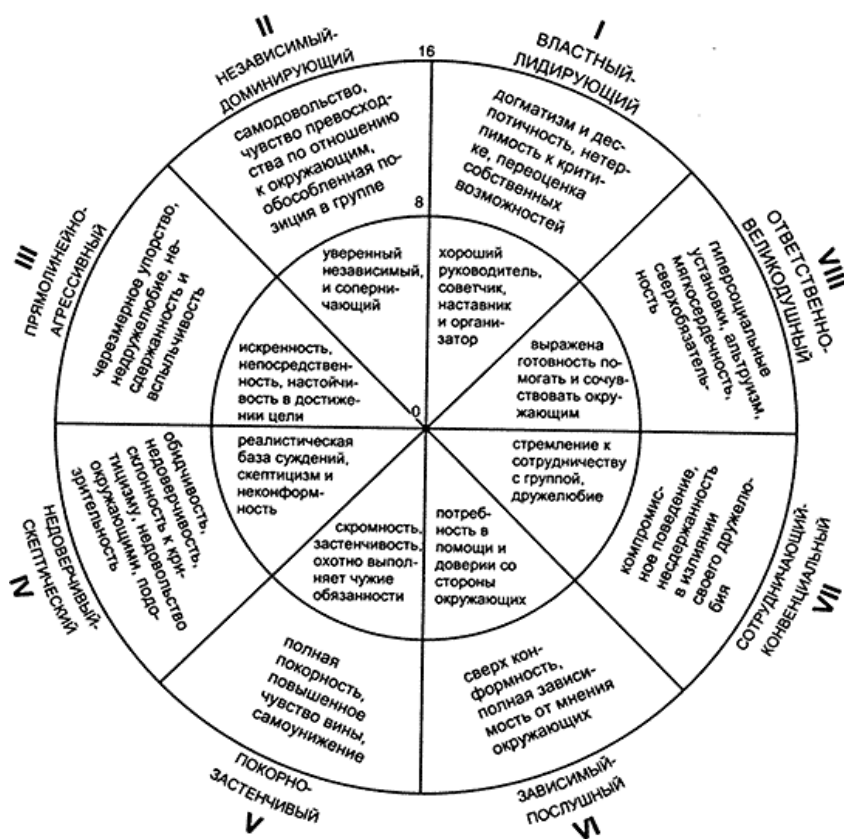 I
ВЛАСТНЫЙ-
ЛИДИРУЮЩИЙ
догматизм и дес-
потичность, нетер-
пимость к крити-
ке, переоценка
собственных
возможностей
хороший
руководитель,
советчик,
наставник
и органи-
затор
II
НЕЗАВИСИМЫЙ-
ДОМИНИРУЮЩИЙ
самодовольство,
чувство превосход-
ства по отношению
к окружающим,
обособленная по-
зиция в группе
уверенный
независимый,
и соперни-
чающий
III
ПРЯМОЛИНЕЙНО-
АГРЕССИВНЫЙ
черезмерное упорство,
недружелюбие, не-
сдержанность и
вспыльчивость
искренность,
непосредствен-
ность, настойчи-
вость в достиже-
нии цели
IV
НЕДОВЕРЧИВЫЙ-
СКЕПТИЧЕСКИЙ
обидчивость,
недоверчивость,
склонность к кри-
тицизму, недовольство
окружающими, подо-
зрительность
реалистическая
база суждений,
скептицизм и
неконформ-
ность
V
ПОКОРНО-
ЗАСТЕНЧИВЫЙ
полная
покорность,
повышенное
чувство вины,
самоунижение
скромность,
застенчивость,
охотно выпол-
няет чужие
обязанности
VI
ЗАВИСИМЫЙ-
ПОСЛУШНЫЙ
сверх кон-
формность,
полная зависи-
мость от мнения
окружающих
потреб-
ность в
помощи и
доверии со
стороны
окружающих
VII
СОТРУДНИЧАЮЩИЙ-
КОНВЕНЦИАЛЬНЫЙ
компромис-
сное поведение,
несдержанность
в излиянии
своего дружелю-
бия
стремление к
сотрудничеству
с группой,
дружелюбие
VIII
ОТВЕТСТВЕННО-
ВЕЛИКОДУШНЫЙ
гиперсоциальные
установки, альтруизм,
мягкосердечность,
сверхобязатель-
ность
выражена
готовность по-
могать и сочув-
ствовать окру-
жающим
16
8
0